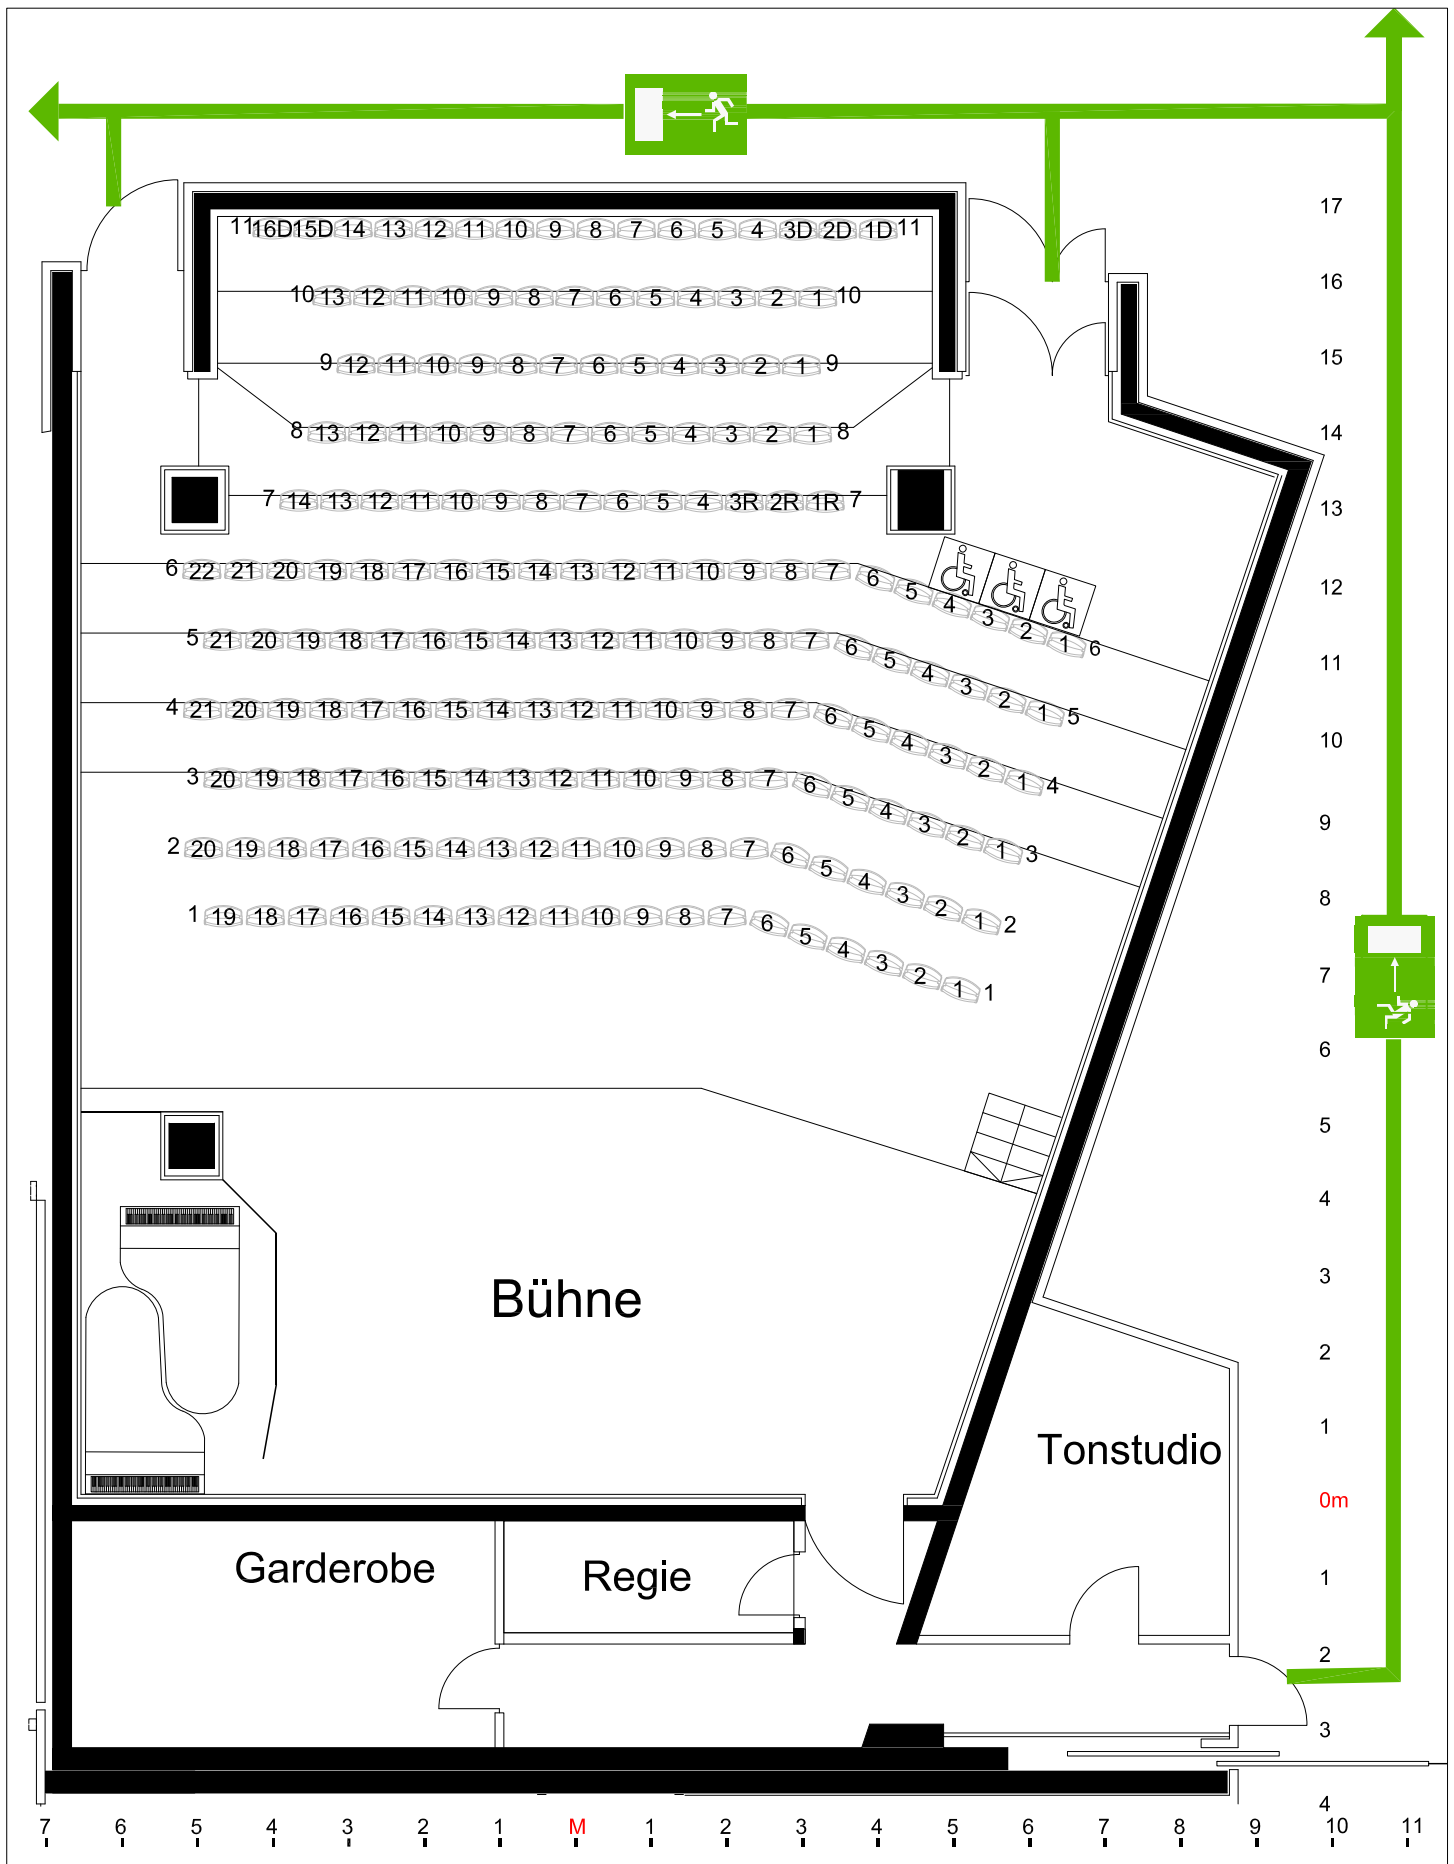 17
11 16D 15D 14 13 12 11 10 9 8 7 6 5 4 3D 2D 1D 11
16
10 13 12 11 10 9 8 7 6 5 4 3 2 1 10
15
9 12 11 10 9 8 7 6 5 4 3 2 1 9
14
8 13 12 11 10 9 8 7 6 5 4 3 2 1 8
13
7 14 13 12 11 10 9 8 7 6 5 4 3R 2R 1R 7
12
6 22 21 20 19 18 17 16 15 14 13 12 11 10 9 8 7 6 5 4 3 2 1 6
11
5 21 20 19 18 17 16 15 14 13 12 11 10 9 8 7 6 5 4 3 2 1 5
10
4 21 20 19 18 17 16 15 14 13 12 11 10 9 8 7 6 5 4 3 2 1 4
9
3 20 19 18 17 16 15 14 13 12 11 10 9 8 7 6 5 4 3 2 1 3
8
2 20 19 18 17 16 15 14 13 12 11 10 9 8 7 6 5 4 3 2 1 2
7
1 19 18 17 16 15 14 13 12 11 10 9 8 7 6 5 4 3 2 1 1
6
5
4
3
Bühne
2
1
Tonstudio
0m
Garderobe
Regie
1
2
3
4
7 6 5 4 3 2 1 M 1 2 3 4 5 6 7 8 9 10 11